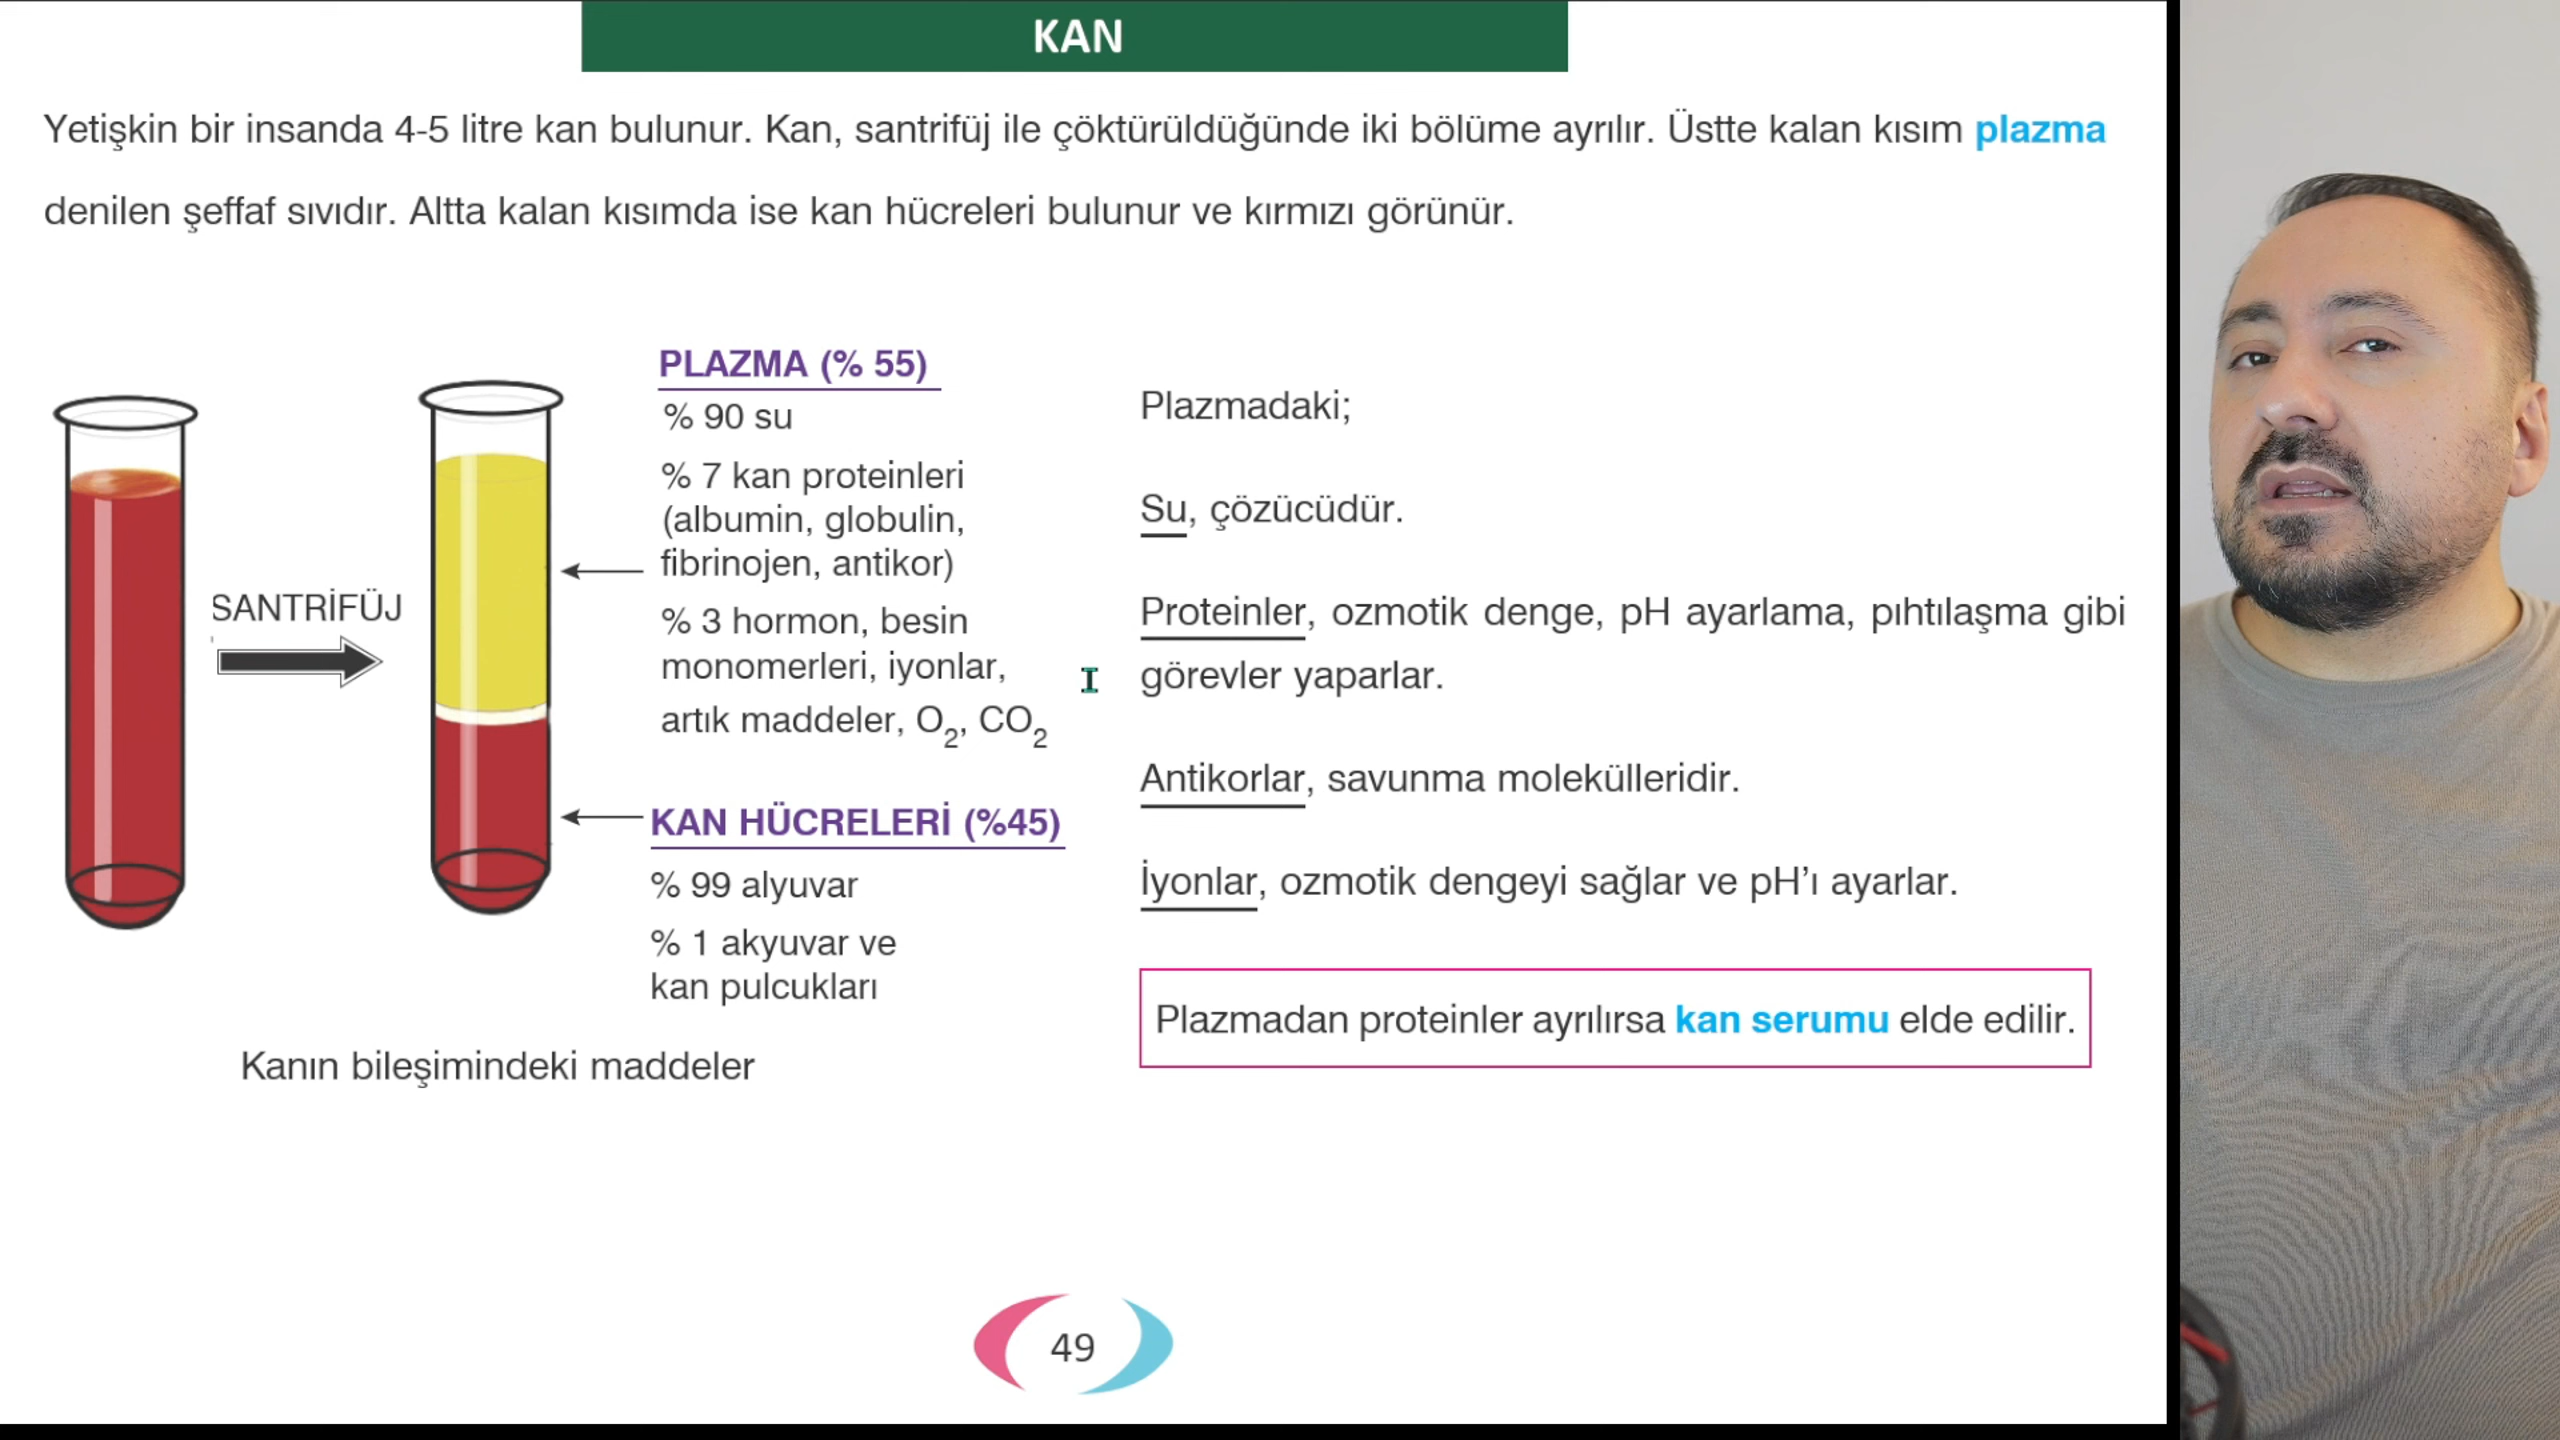 KAN
Yetişkin bir insanda 4-5 litre kan bulunur. Kan, santrifüj ile çöktürüldüğünde iki bölüme ayrılır. Üstte kalan kısım plazma
denilen şeffaf sıvıdır. Altta kalan kısımda ise kan hücreleri bulunur ve kırmızı görünür.
SANTRİFÜJ
PLAZMA (% 55)
% 90 su
% 7 kan proteinleri
(albumin, globulin,
fibrinojen, antikor)
% 3 hormon, besin
monomerleri, iyonlar,
artık maddeler, O₂, CO₂
KAN HÜCRELERİ (%45)
% 99 alyuvar
% 1 akyuvar ve
kan pulcukları
Kanın bileşimindeki maddeler
Plazmadaki;
Su, çözücüdür.
Proteinler, ozmotik denge, pH ayarlama, pıhtılaşma gibi
görevler yaparlar.
Antikorlar, savunma molekülleridir.
İyonlar, ozmotik dengeyi sağlar ve pH’ı ayarlar.
Plazmadan proteinler ayrılırsa kan serumu elde edilir.
49